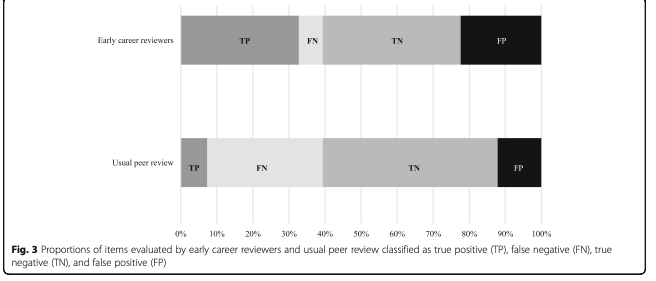 Early career reviewers
TP
FN
TN
FP
Usual peer review
TP
FN
TN
FP
0% 10% 20% 30% 40% 50% 60% 70% 80% 90% 100%
Fig. 3 Proportions of items evaluated by early career reviewers and usual peer review classified as true positive (TP), false negative (FN), true
negative (TN), and false positive (FP)